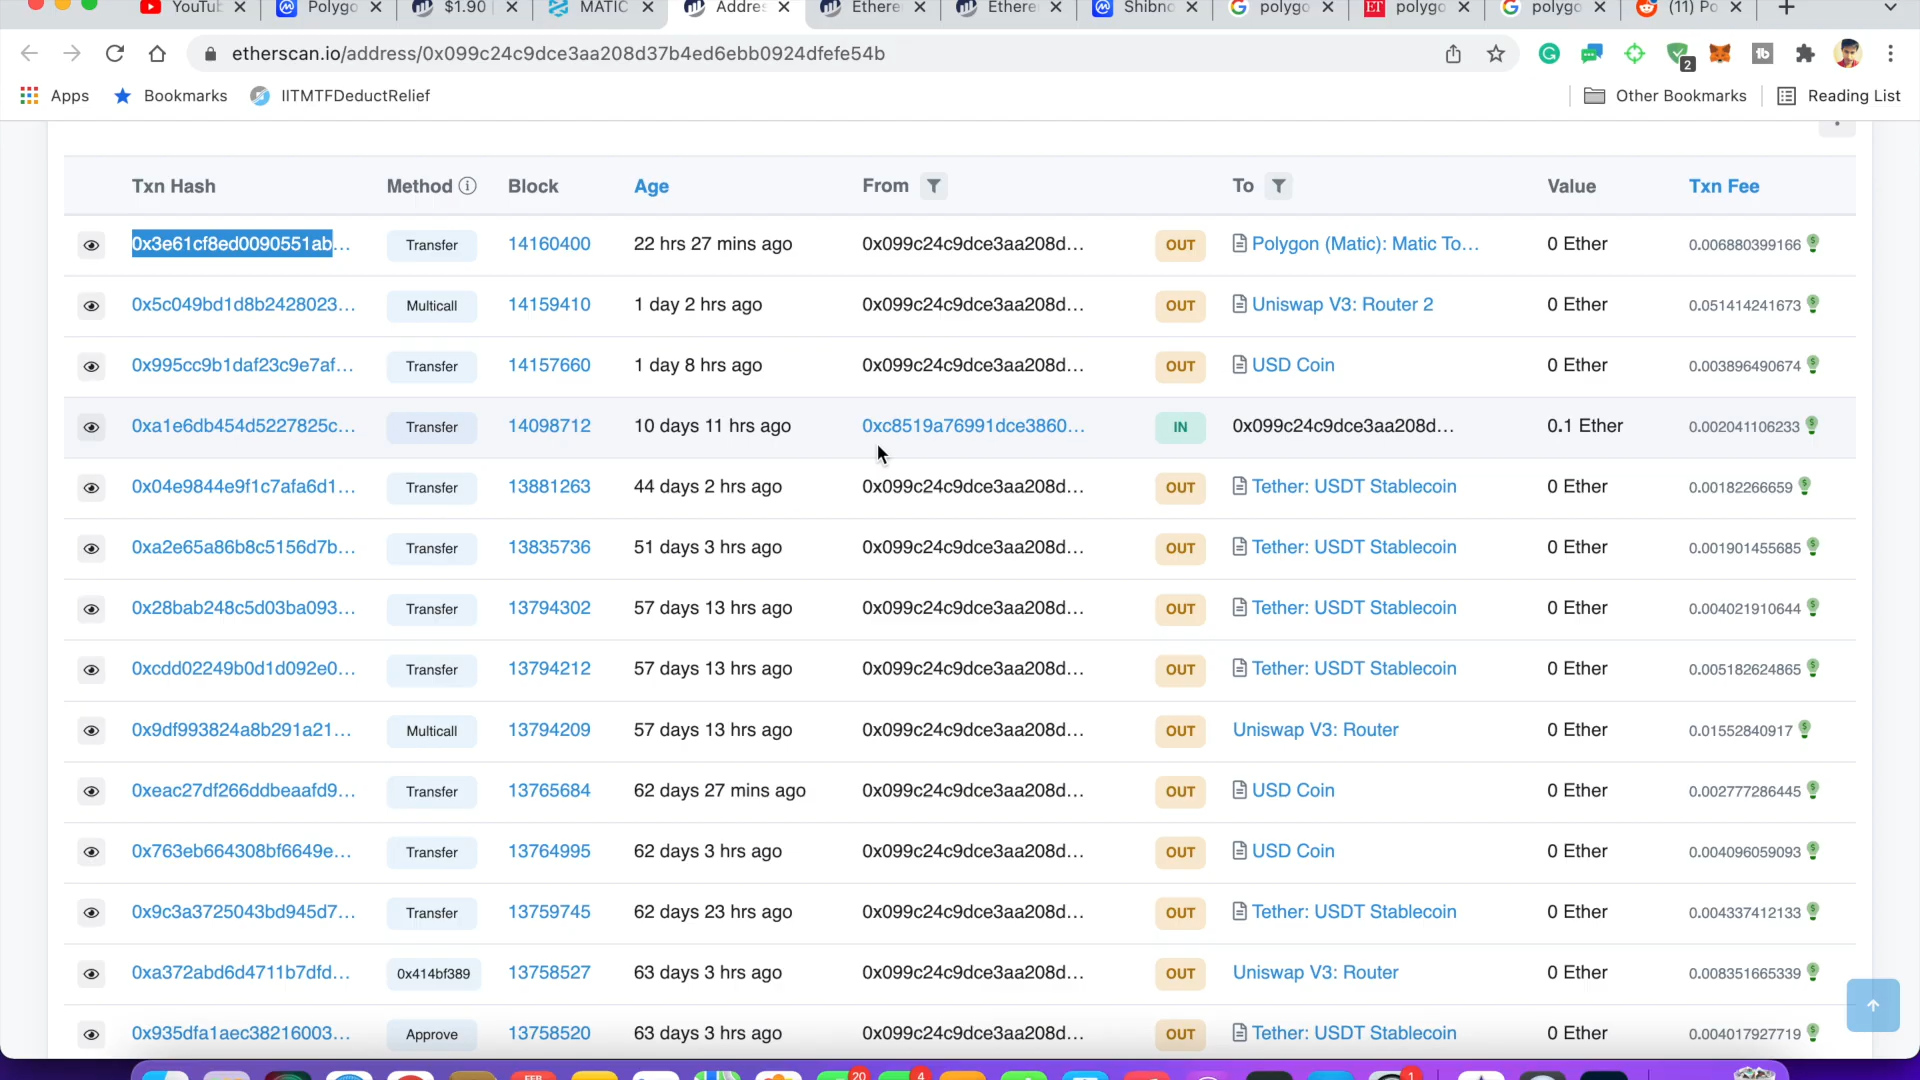 YouTub
Polygo
$1.90 |
MATIC
Addres
Ethere
Ethere
Shibno
polygo
polygo
polygo
(11) Po
etherscan.io/address/0x099c24c9dce3aa208d37b4ed6ebb0924dfefe54b
2
Apps Bookmarks IITMTFDeductRelief Other Bookmarks Reading List
Txn Hash Method Block Age From To Value Txn Fee
0x3e61cf8ed0090551ab... Transfer 14160400 22 hrs 27 mins ago 0x099c24c9dce3aa208d... OUT Polygon (Matic): Matic To... 0 Ether 0.006880399166
0x5c049bd1d8b2428023... Multicall 14159410 1 day 2 hrs ago 0x099c24c9dce3aa208d... OUT Uniswap V3: Router 2 0 Ether 0.051414241673
0x995cc9b1daf23c9e7af... Transfer 14157660 1 day 8 hrs ago 0x099c24c9dce3aa208d... OUT USD Coin 0 Ether 0.003896490674
0xa1e6db454d5227825c... Transfer 14098712 10 days 11 hrs ago 0xc8519a76991dce3860... IN 0x099c24c9dce3aa208d... 0.1 Ether 0.002041106233
0x04e9844e9f1c7afa6d1... Transfer 13881263 44 days 2 hrs ago 0x099c24c9dce3aa208d... OUT Tether: USDT Stablecoin 0 Ether 0.00182266659
0xa2e65a86b8c5156d7b... Transfer 13835736 51 days 3 hrs ago 0x099c24c9dce3aa208d... OUT Tether: USDT Stablecoin 0 Ether 0.001901455685
0x28bab248c5d03ba093... Transfer 13794302 57 days 13 hrs ago 0x099c24c9dce3aa208d... OUT Tether: USDT Stablecoin 0 Ether 0.004021910644
0xcdd02249b0d1d092e0... Transfer 13794212 57 days 13 hrs ago 0x099c24c9dce3aa208d... OUT Tether: USDT Stablecoin 0 Ether 0.005182624865
0x9df993824a8b291a21... Multicall 13794209 57 days 13 hrs ago 0x099c24c9dce3aa208d... OUT Uniswap V3: Router 0 Ether 0.01552840917
0xeac27df266ddbeaafd9... Transfer 13765684 62 days 27 mins ago 0x099c24c9dce3aa208d... OUT USD Coin 0 Ether 0.002777286445
0x763eb664308bf6649e... Transfer 13764995 62 days 3 hrs ago 0x099c24c9dce3aa208d... OUT USD Coin 0 Ether 0.004096059093
0x9c3a3725043bd945d7... Transfer 13759745 62 days 23 hrs ago 0x099c24c9dce3aa208d... OUT Tether: USDT Stablecoin 0 Ether 0.004337412133
0xa372abd6d4711b7dfd... 0x414bf389 13758527 63 days 3 hrs ago 0x099c24c9dce3aa208d... OUT Uniswap V3: Router 0 Ether 0.008351665339
0x935dfa1aec38216003... Approve 13758520 63 days 3 hrs ago 0x099c24c9dce3aa208d... OUT Tether: USDT Stablecoin 0 Ether 0.004017927719
FEB 20 4 1